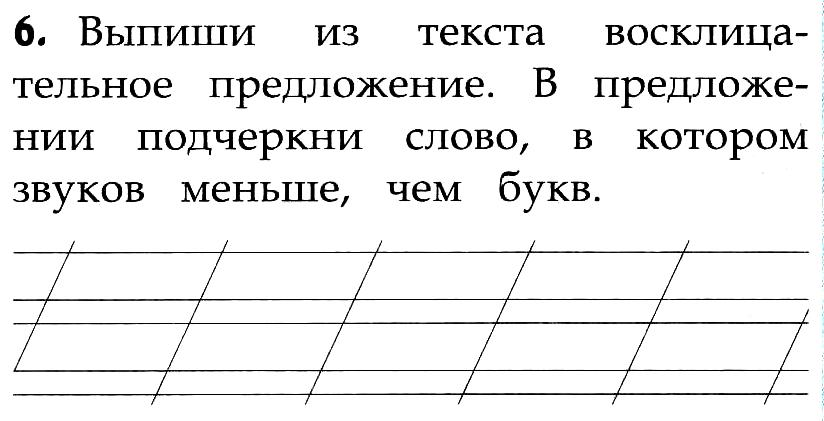 6. Выпиши из текста восклица-
тельное предложение. В предложе-
нии подчеркни слово, в котором
звуков меньше, чем букв.